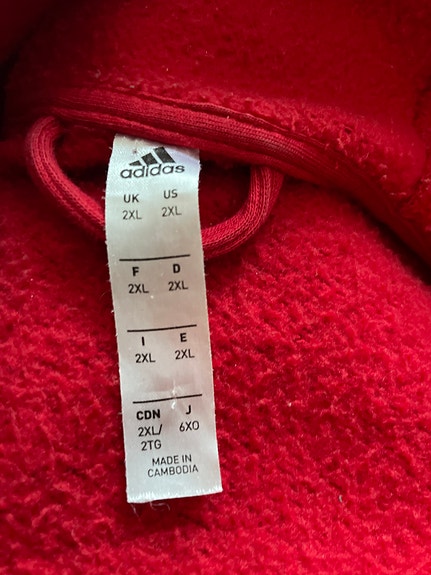 adidas
UK US
2XL 2XL
F D
2XL 2XL
I E
2XL 2XL
CDN J
2XL/ 6XO
2TG
MADE IN
CAMBODIA